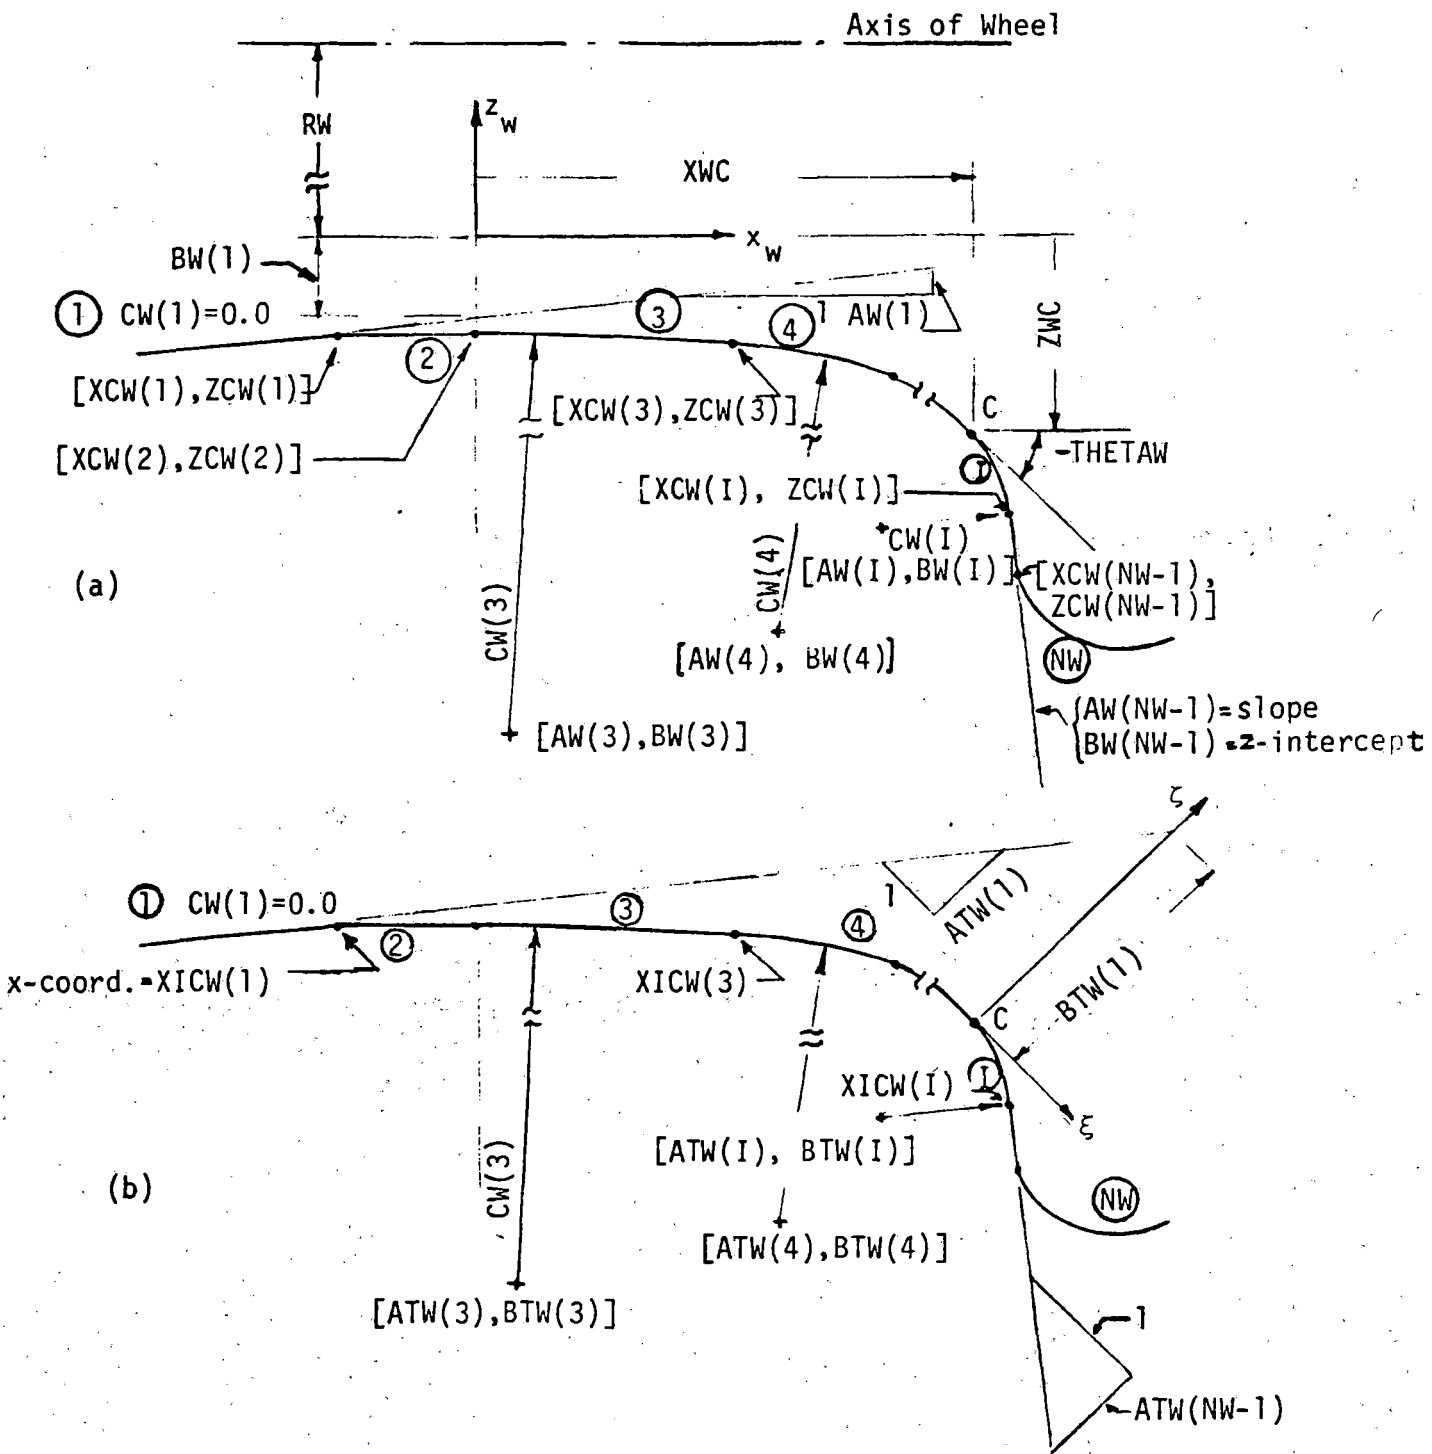 Axis of Wheel
RW
z_w
XWC
x_w
BW(1)
① CW(1)=0.0
③
④
1
AW(1)
ZWC
②
[XCW(1),ZCW(1)]
[XCW(3),ZCW(3)]
C
[XCW(2),ZCW(2)]
-THETAW
I
[XCW(I), ZCW(I)]
CW(I)
CW(4)
[AW(I),BW(I)]
[XCW(NW-1),
ZCW(NW-1)]
(a)
CW(3)
[AW(4), BW(4)]
NW
[AW(3),BW(3)]
{AW(NW-1)=slope
{BW(NW-1)=z-intercept
ζ
① CW(1)=0.0
③
1
ATW(1)
④
②
x-coord.=XICW(1)
XICW(3)
BTW(1)
C
XICW(I)
I
ξ
CW(3)
[ATW(I), BTW(I)]
(b)
NW
[ATW(4),BTW(4)]
[ATW(3),BTW(3)]
1
ATW(NW-1)